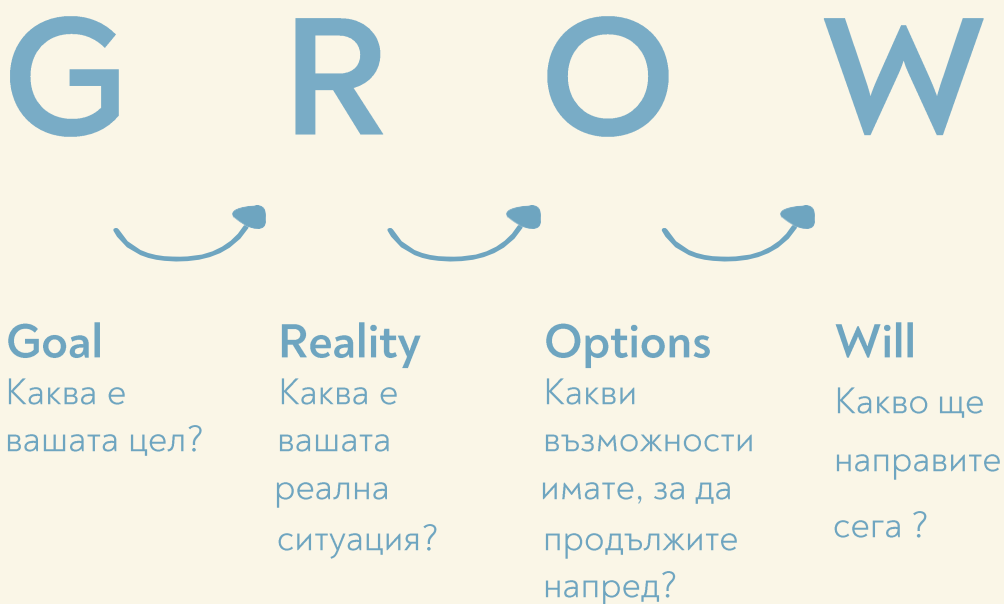 G R O W
Goal
Каква е
вашата цел?
Reality
Каква е
вашата
реална
ситуация?
Options
Какви
възможности
имате, за да
продължите
напред?
Will
Какво ще
направите
сега ?